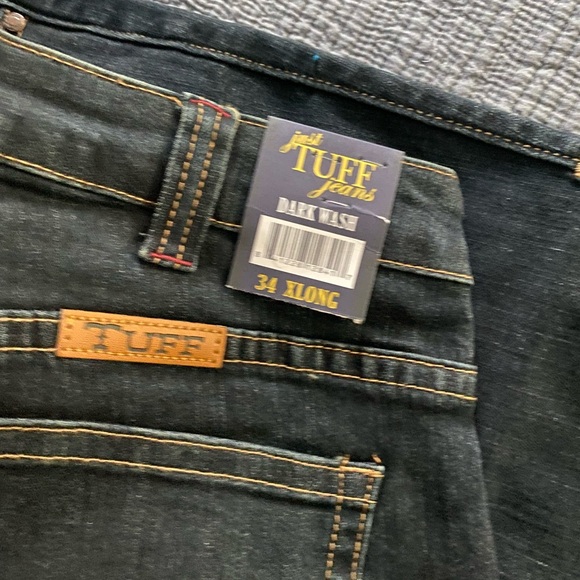 just
TUFF
jeans
DARK WASH
34 XLONG
TUFF